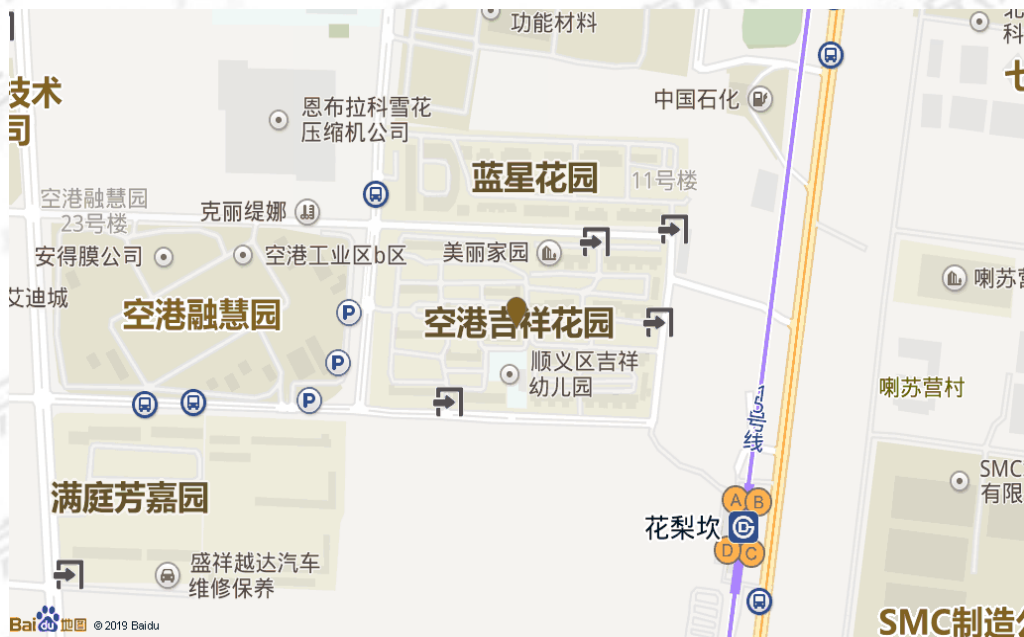 功能材料
技术
司
中国石化
恩布拉科雪花
压缩机公司
蓝星花园
11号楼
空港融慧园
23号楼
克丽缇娜
安得膜公司
空港工业区b区
美丽家园
喇苏营
艾迪城
空港融慧园
P
空港吉祥花园
顺义区吉祥
幼儿园
P
P
喇苏营村
16号线
满庭芳嘉园
SMC
有限
A
B
花梨坎
D
C
盛祥越达汽车
维修保养
SMC制造
Bai du 地图
© 2019 Baidu